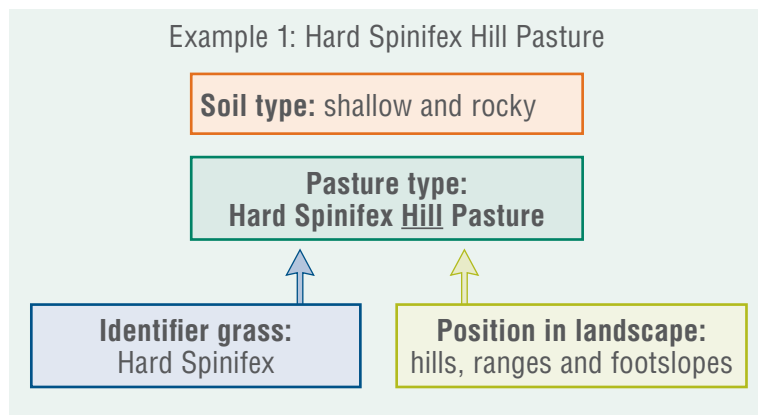 Example 1: Hard Spinifex Hill Pasture
Soil type: shallow and rocky
Pasture type:
Hard Spinifex Hill Pasture
Identifier grass:
Hard Spinifex
Position in landscape:
hills, ranges and footslopes